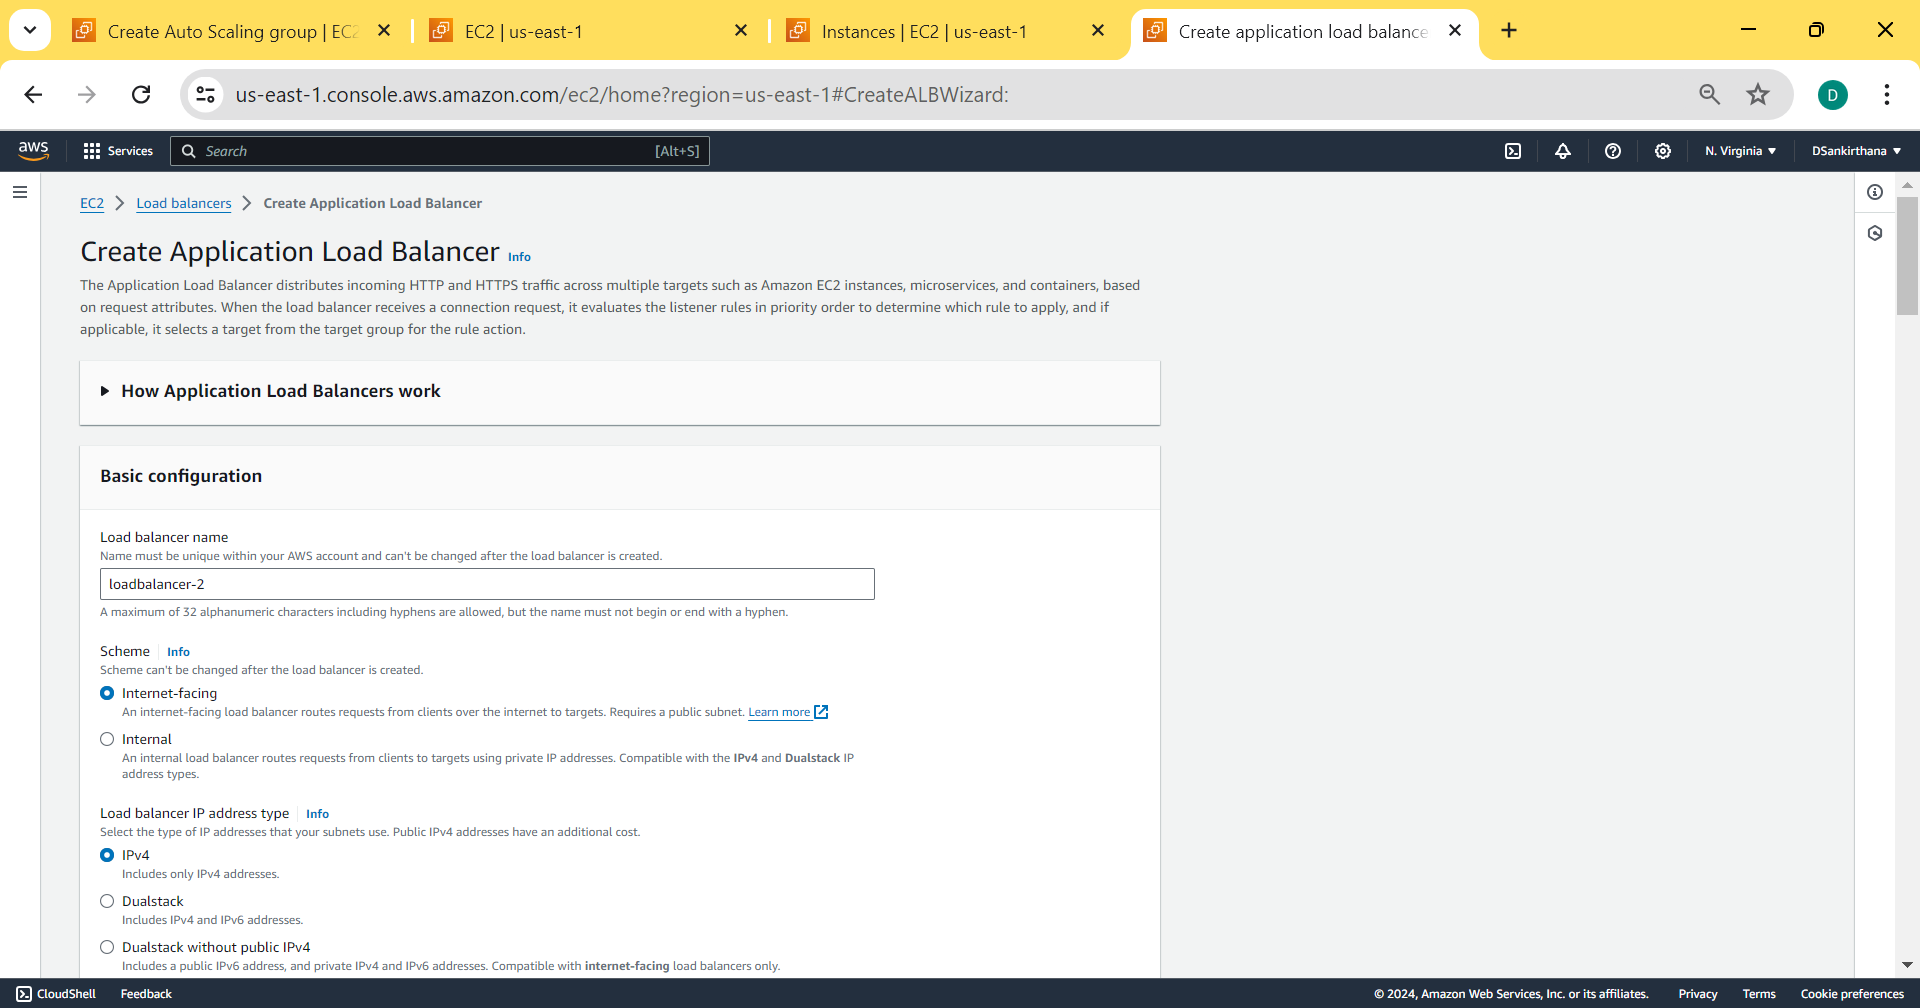 Create Auto Scaling group | EC2
EC2 | us-east-1
Instances | EC2 | us-east-1
Create application load balance
us-east-1.console.aws.amazon.com/ec2/home?region=us-east-1#CreateALBWizard:
D
aws
Services
Search
[Alt+S]
N. Virginia
DSankirthana
EC2
Load balancers
Create Application Load Balancer
Create Application Load Balancer Info
The Application Load Balancer distributes incoming HTTP and HTTPS traffic across multiple targets such as Amazon EC2 instances, microservices, and containers, based
on request attributes. When the load balancer receives a connection request, it evaluates the listener rules in priority order to determine which rule to apply, and if
applicable, it selects a target from the target group for the rule action.
How Application Load Balancers work
Basic configuration
Load balancer name
Name must be unique within your AWS account and can't be changed after the load balancer is created.
loadbalancer-2
A maximum of 32 alphanumeric characters including hyphens are allowed, but the name must not begin or end with a hyphen.
Scheme Info
Scheme can't be changed after the load balancer is created.
Internet-facing
An internet-facing load balancer routes requests from clients over the internet to targets. Requires a public subnet. Learn more
Internal
An internal load balancer routes requests from clients to targets using private IP addresses. Compatible with the IPv4 and Dualstack IP
address types.
Load balancer IP address type Info
Select the type of IP addresses that your subnets use. Public IPv4 addresses have an additional cost.
IPv4
Includes only IPv4 addresses.
Dualstack
Includes IPv4 and IPv6 addresses.
Dualstack without public IPv4
Includes a public IPv6 address, and private IPv4 and IPv6 addresses. Compatible with internet-facing load balancers only.
CloudShell
Feedback
© 2024, Amazon Web Services, Inc. or its affiliates.
Privacy
Terms
Cookie preferences